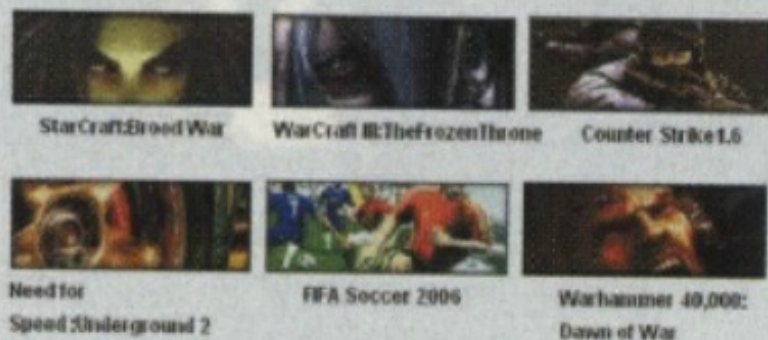 StarCraft:Brood War
WarCraft III:TheFrozenThrone
Counter Strike1.6
Need for
Speed :Underground 2
FIFA Soccer 2006
Warhammer 40,000:
Dawn of War